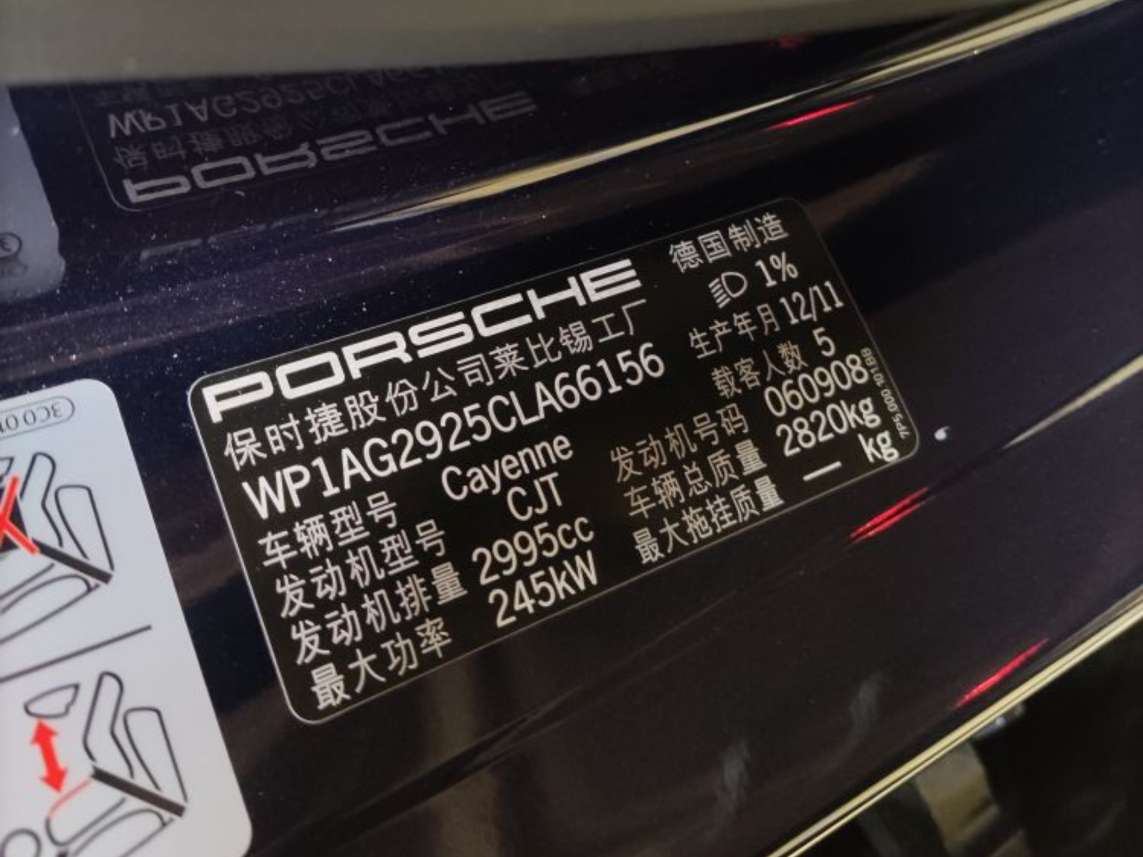 PORSCHE
德国制造
保时捷股份公司莱比锡工厂
1%
WP1AG2925CLA66156
生产年月 12/11
车辆型号 Cayenne
载客人数 5
发动机型号 CJT
发动机号码 060908
发动机排量 2995cc
车辆总质量 2820kg
最大功率 245kW
最大拖挂质量 — kg
7P5.000.101BB